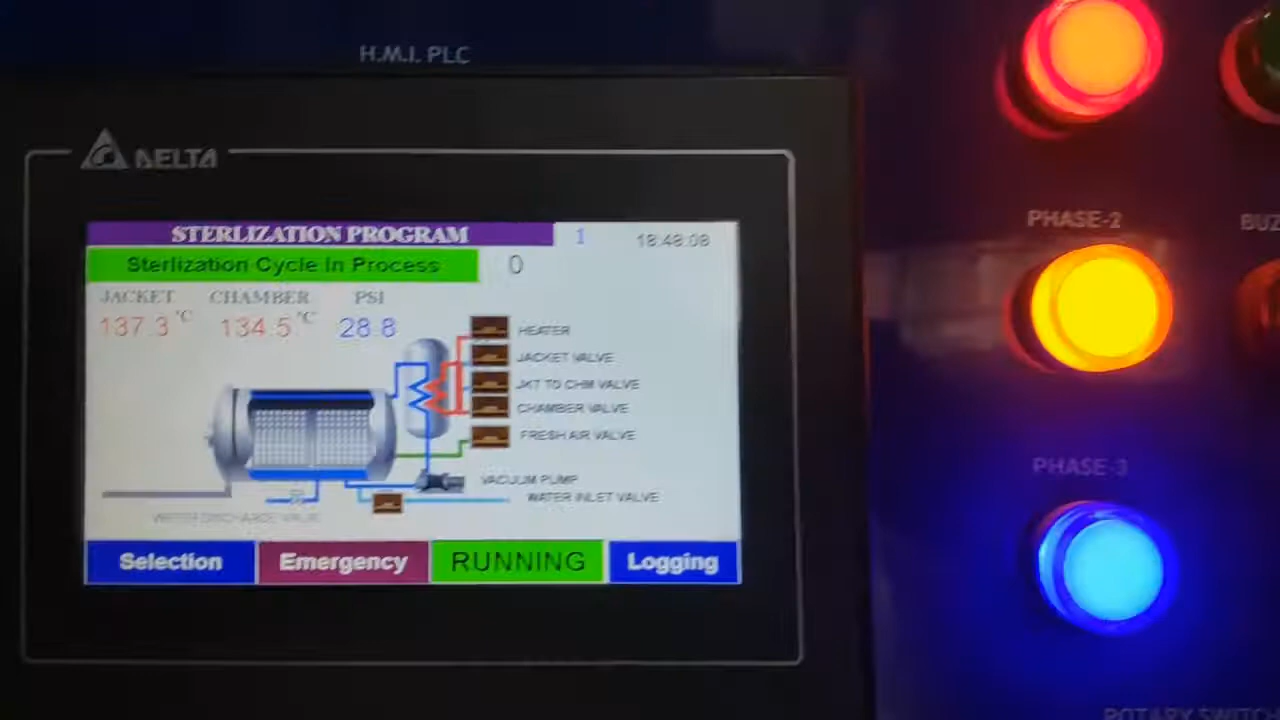 H.M.I. PLC
DELTA
STERLIZATION PROGRAM 1 18:48:08
Sterlization Cycle In Process 0
JACKET CHAMBER PSI
137.3 °C 134.5 °C 28.8
HEATER
JACKET VALVE
JKT TO CHM VALVE
CHAMBER VALVE
FRESH AIR VALVE
VACUUM PUMP
WATER INLET VALVE
Selection Emergency RUNNING Logging
PHASE-2
PHASE-3
ROTARY SWITCH